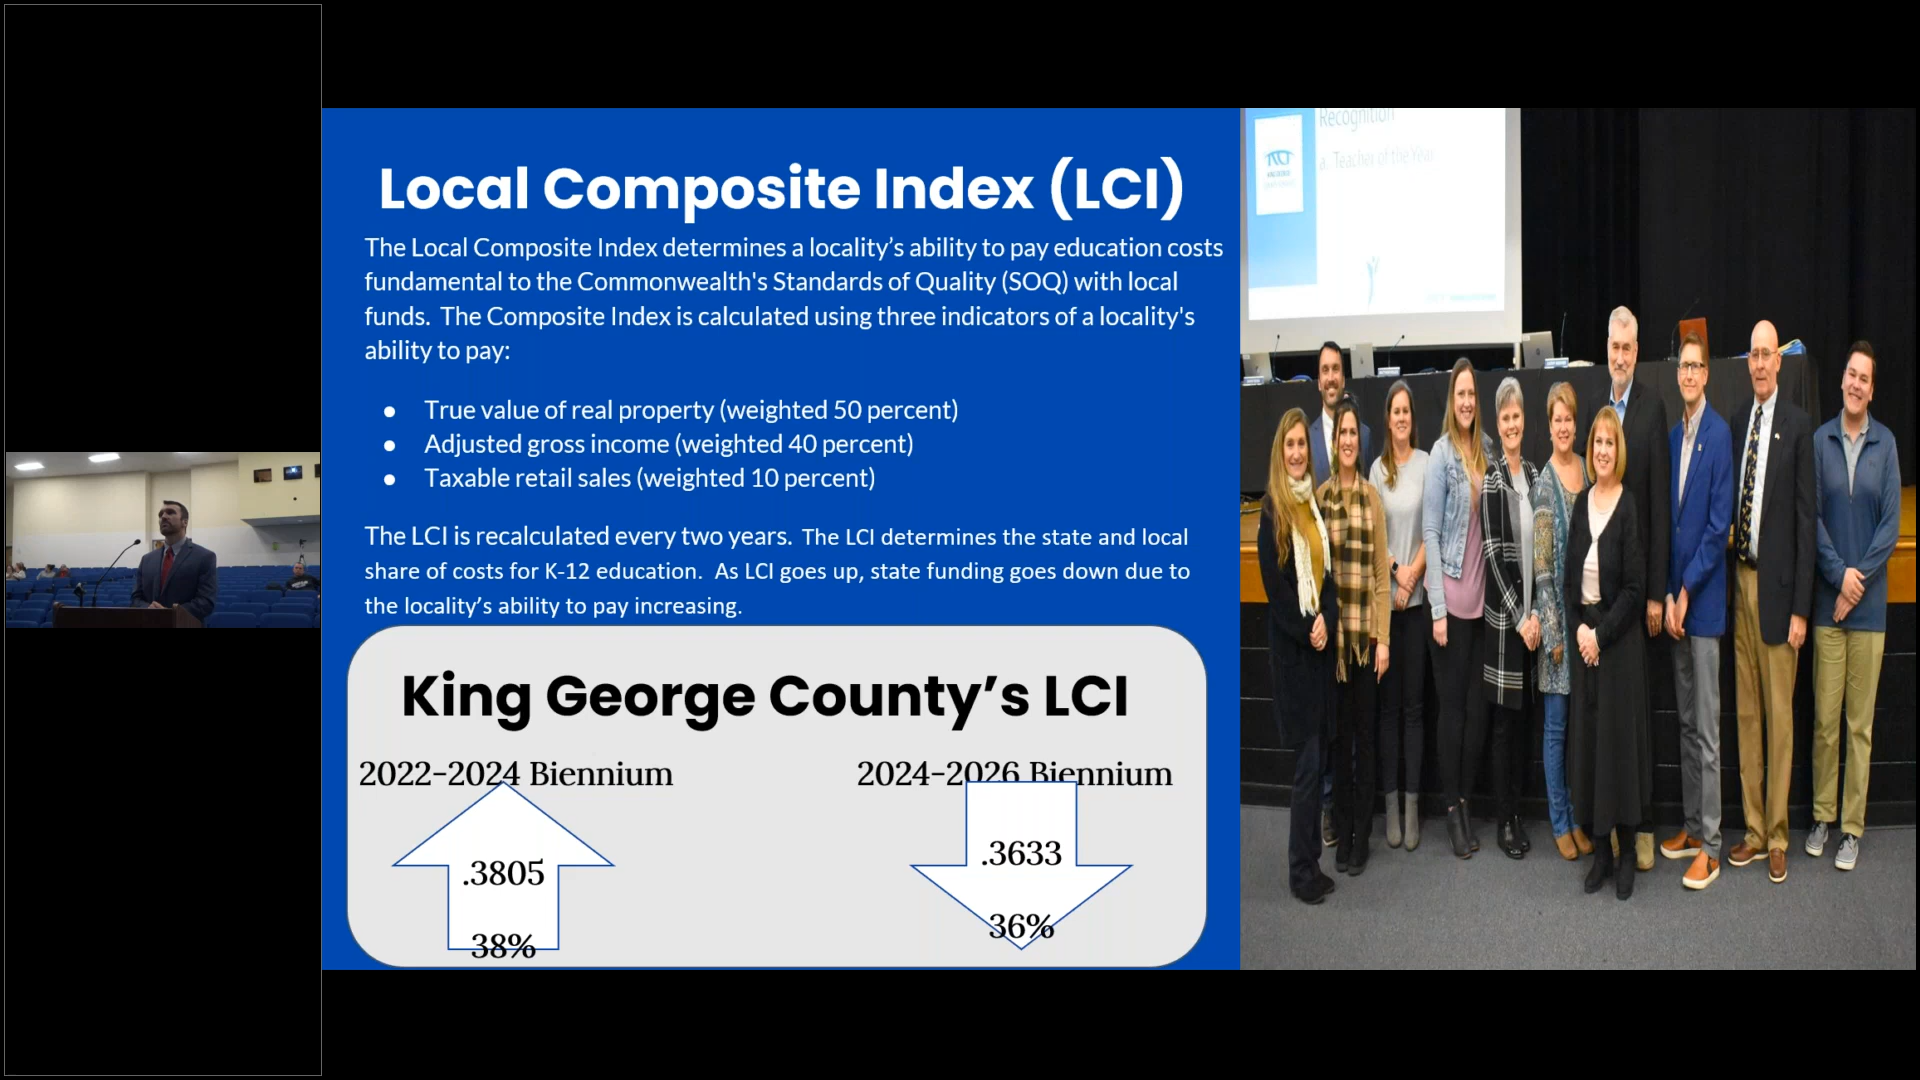 Local Composite Index (LCI)
The Local Composite Index determines a locality’s ability to pay education costs
fundamental to the Commonwealth's Standards of Quality (SOQ) with local
funds. The Composite Index is calculated using three indicators of a locality's
ability to pay:
● True value of real property (weighted 50 percent)
● Adjusted gross income (weighted 40 percent)
● Taxable retail sales (weighted 10 percent)
The LCI is recalculated every two years. The LCI determines the state and local
share of costs for K-12 education. As LCI goes up, state funding goes down due to
the locality’s ability to pay increasing.
King George County’s LCI
2022-2024 Biennium
.3805
38%
2024-2026 Biennium
.3633
36%
Recognition
a. Teacher of the Year